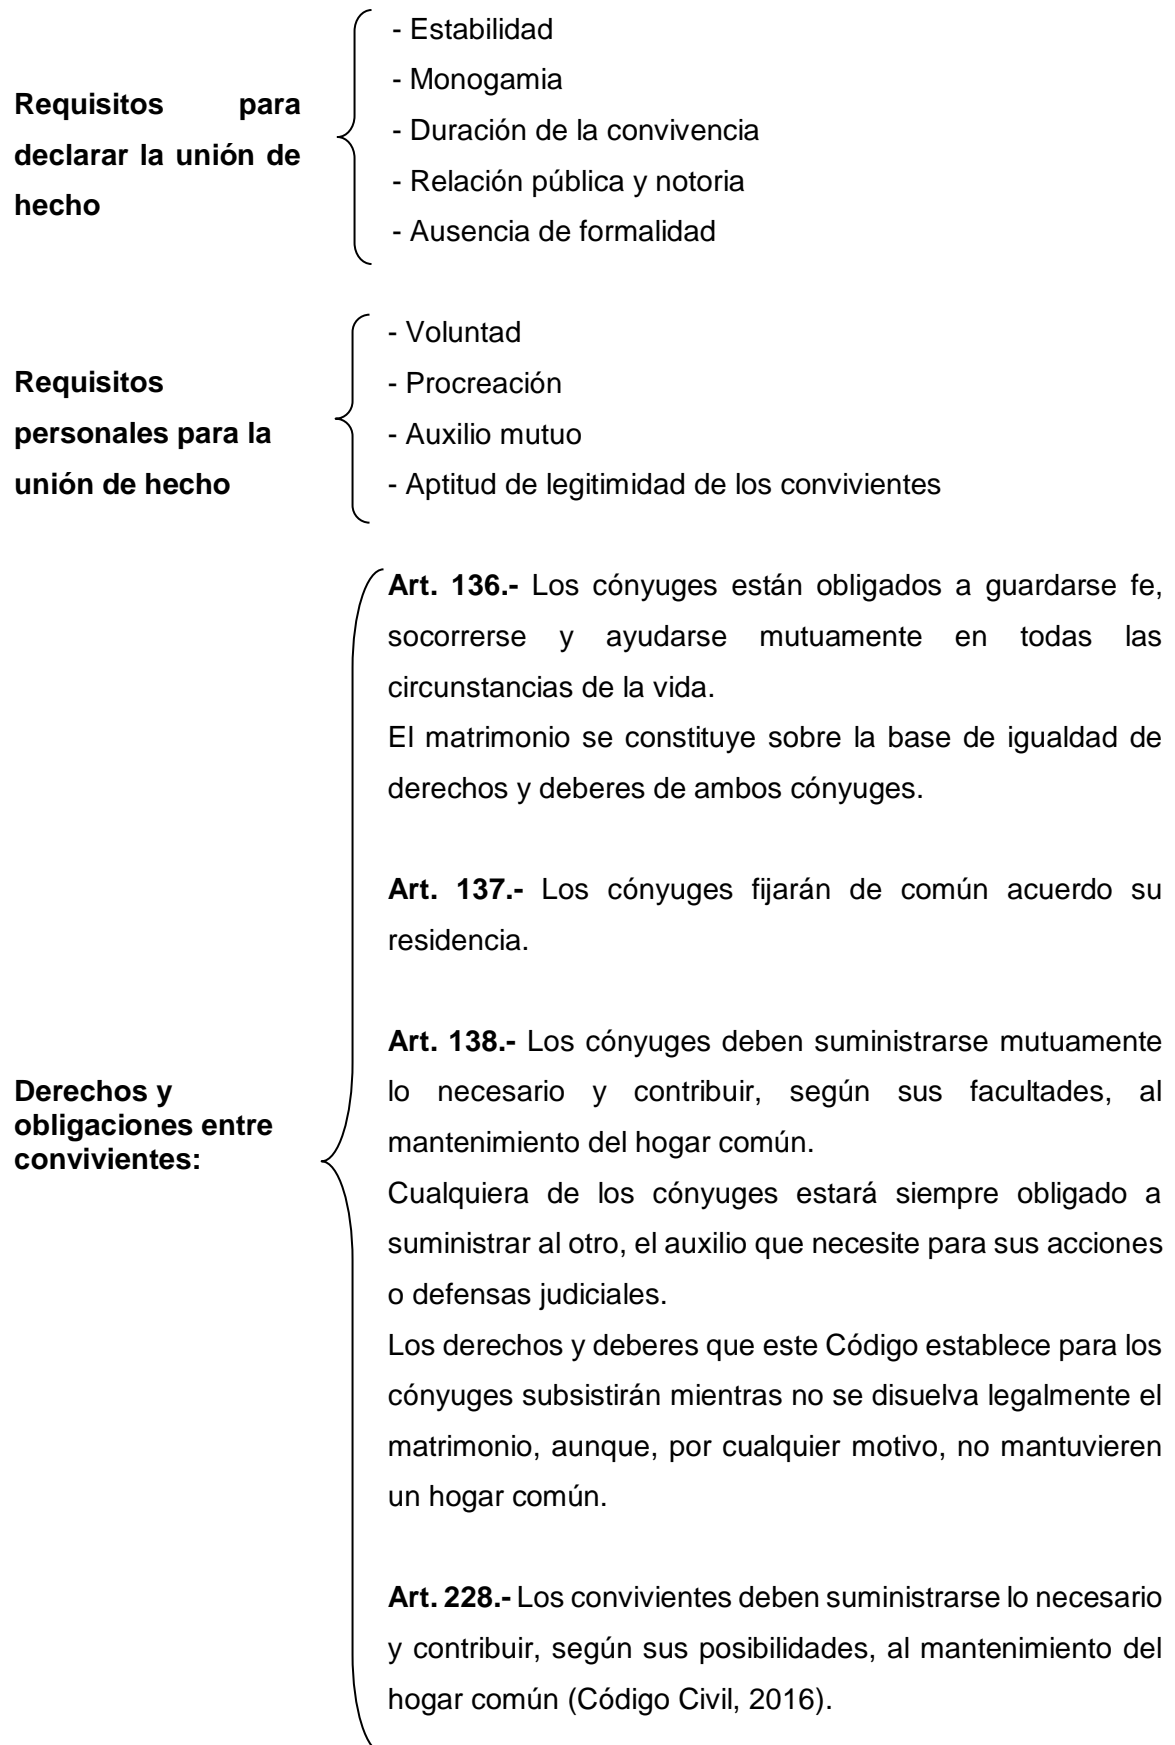 Requisitos para
declarar la unión de
hecho
- Estabilidad
- Monogamia
- Duración de la convivencia
- Relación pública y notoria
- Ausencia de formalidad
Requisitos
personales para la
unión de hecho
- Voluntad
- Procreación
- Auxilio mutuo
- Aptitud de legitimidad de los convivientes
Derechos y
obligaciones entre
convivientes:
Art. 136.- Los cónyuges están obligados a guardarse fe,
socorrerse y ayudarse mutuamente en todas las
circunstancias de la vida.
El matrimonio se constituye sobre la base de igualdad de
derechos y deberes de ambos cónyuges.
Art. 137.- Los cónyuges fijarán de común acuerdo su
residencia.
Art. 138.- Los cónyuges deben suministrarse mutuamente
lo necesario y contribuir, según sus facultades, al
mantenimiento del hogar común.
Cualquiera de los cónyuges estará siempre obligado a
suministrar al otro, el auxilio que necesite para sus acciones
o defensas judiciales.
Los derechos y deberes que este Código establece para los
cónyuges subsistirán mientras no se disuelva legalmente el
matrimonio, aunque, por cualquier motivo, no mantuvieren
un hogar común.
Art. 228.- Los convivientes deben suministrarse lo necesario
y contribuir, según sus posibilidades, al mantenimiento del
hogar común (Código Civil, 2016).